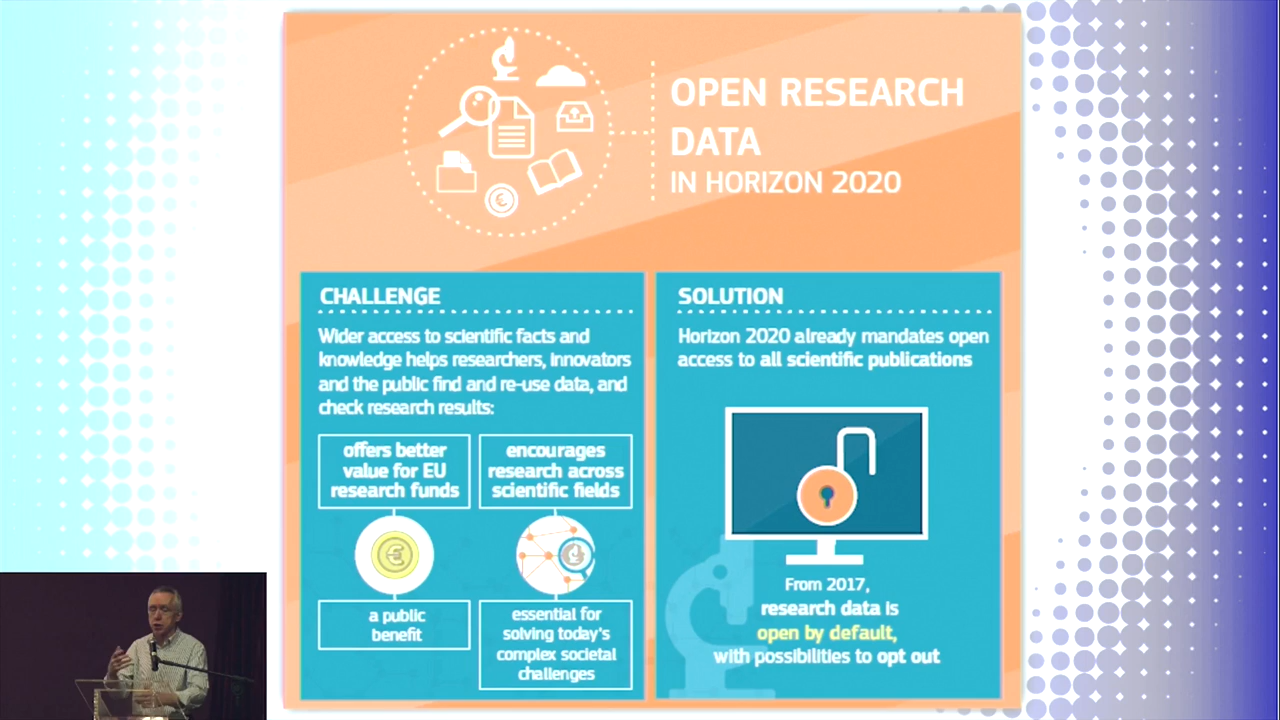 OPEN RESEARCH
DATA
IN HORIZON 2020
CHALLENGE
Wider access to scientific facts and
knowledge helps researchers, innovators
and the public find and re-use data, and
check research results:
offers better
value for EU
research funds
encourages
research across
scientific fields
a public
benefit
essential for
solving today's
complex societal
challenges
SOLUTION
Horizon 2020 already mandates open
access to all scientific publications
From 2017,
research data is
open by default,
with possibilities to opt out